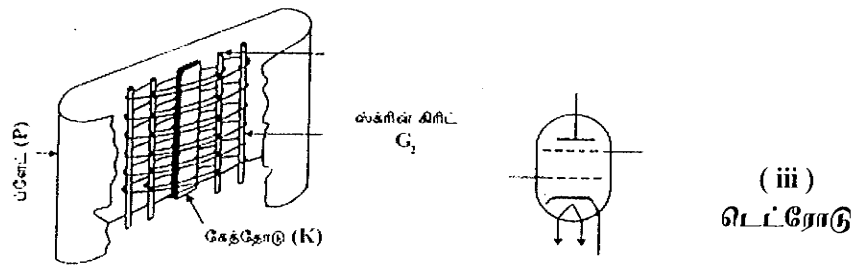 ப்ளேட் (P)
ஸ்க்ரின் கிரிட்
G₂
கேத்தோடு (K)
( iii )
டெட்ரோடு